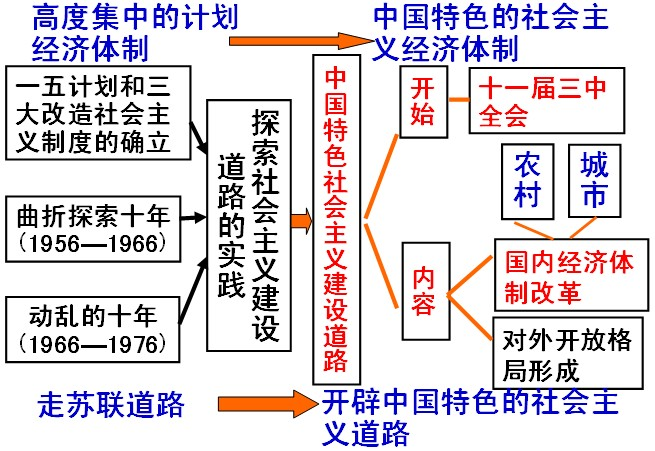 高度集中的计划
经济体制
中国特色的社会主
义经济体制
一五计划和三
大改造社会主
义制度的确立
曲折探索十年
(1956—1966)
动乱的十年
(1966—1976)
探索社会主义建设
道路的实践
中国特色社会主义建设道路
开始
十一届三中
全会
农村
城市
内容
国内经济体
制改革
对外开放格
局形成
走苏联道路
开辟中国特色的社会主
义道路